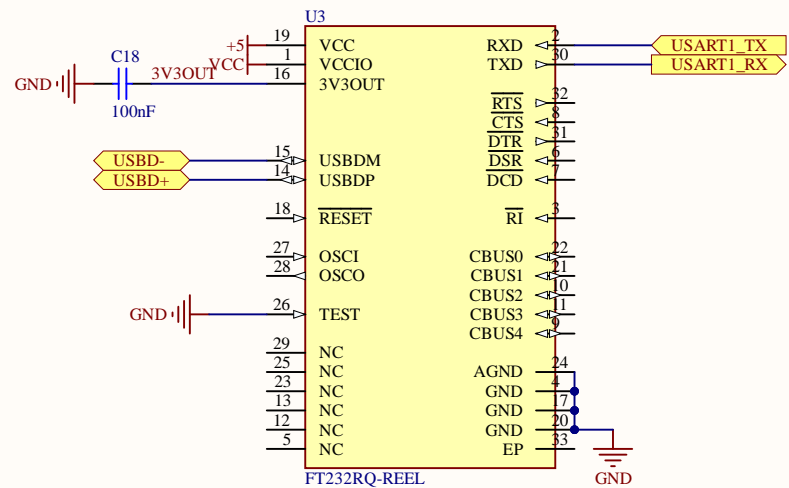 U3
C18
100nF
GND
3V3OUT
+5
VCC
19 VCC
1 VCCIO
16 3V3OUT
USBD- 15 USBDM
USBD+ 14 USBDP
18 RESET
27 OSCI
28 OSCO
GND 26 TEST
29 NC
25 NC
23 NC
13 NC
12 NC
5 NC
RXD 2 USART1_TX
TXD 30 USART1_RX
RTS 32
CTS 8
DTR 31
DSR 6
DCD 7
RI 3
CBUS0 22
CBUS1 21
CBUS2 10
CBUS3 11
CBUS4 9
AGND 24
GND 4
GND 17
GND 20
EP 33
GND
FT232RQ-REEL